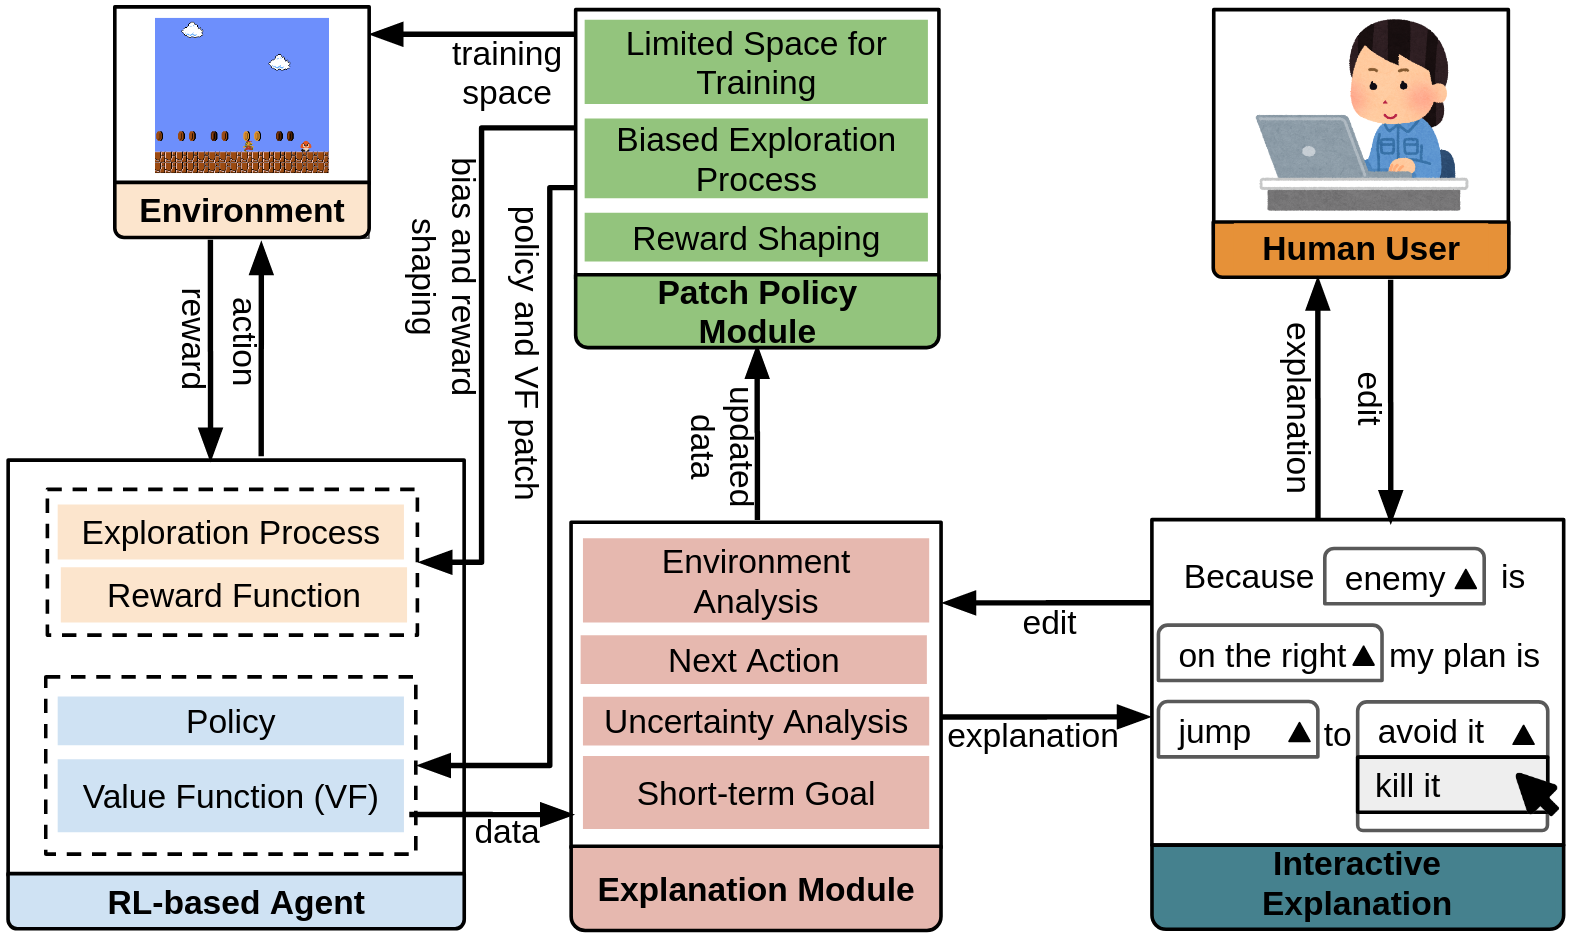 Environment
training
space
Limited Space for
Training
Biased Exploration
Process
Reward Shaping
Patch Policy
Module
Human User
reward
action
bias and reward
shaping
policy and VF patch
updated
data
explanation
edit
Exploration Process
Reward Function
Policy
Value Function (VF)
RL-based Agent
data
Environment
Analysis
Next Action
Uncertainty Analysis
Short-term Goal
Explanation Module
edit
explanation
Because enemy is
on the right my plan is
jump to avoid it
kill it
Interactive
Explanation